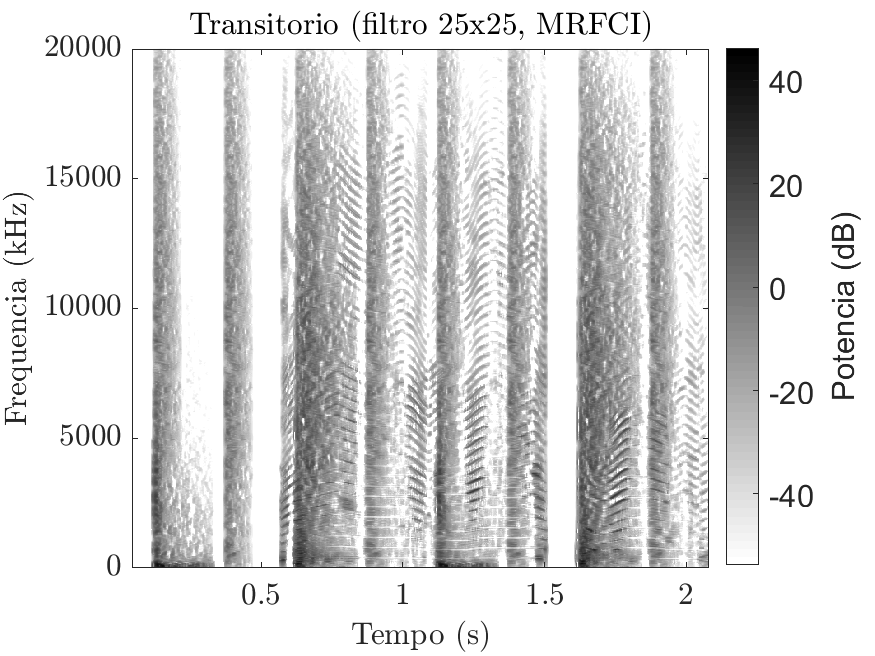 Transitorio (filtro 25x25, MRFCI)
20000
15000
10000
5000
0
Frequencia (kHz)
0.5 1 1.5 2
Tempo (s)
40
20
0
-20
-40
Potencia (dB)